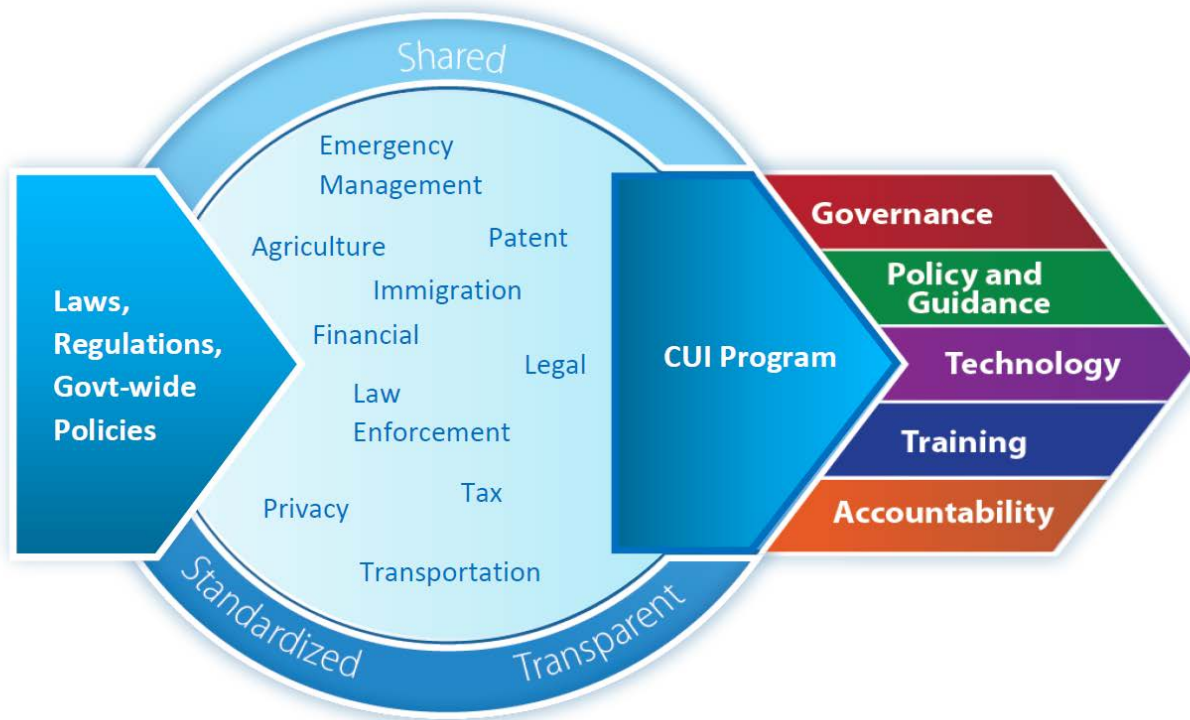 Shared
Emergency
Management
Agriculture
Patent
Immigration
Financial
Legal
Law
Enforcement
Tax
Privacy
Transportation
Standardized
Transparent
Laws,
Regulations,
Govt-wide
Policies
CUI Program
Governance
Policy and
Guidance
Technology
Training
Accountability